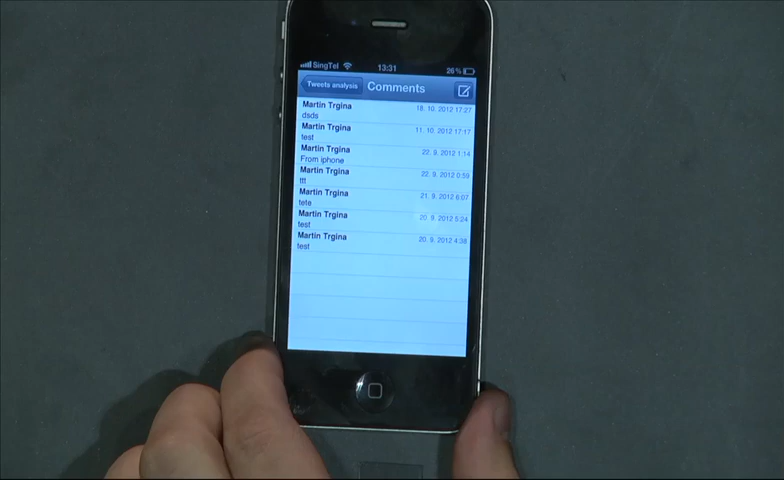 SingTel 13:31 26%
Tweets analysis Comments
Martin Trgina 18. 10. 2012 17:27
dsds
Martin Trgina 11. 10. 2012 17:17
test
Martin Trgina 22. 9. 2012 1:14
From iphone
Martin Trgina 22. 9. 2012 0:59
ttt
Martin Trgina 21. 9. 2012 6:07
tete
Martin Trgina 20. 9. 2012 5:24
test
Martin Trgina 20. 9. 2012 4:38
test